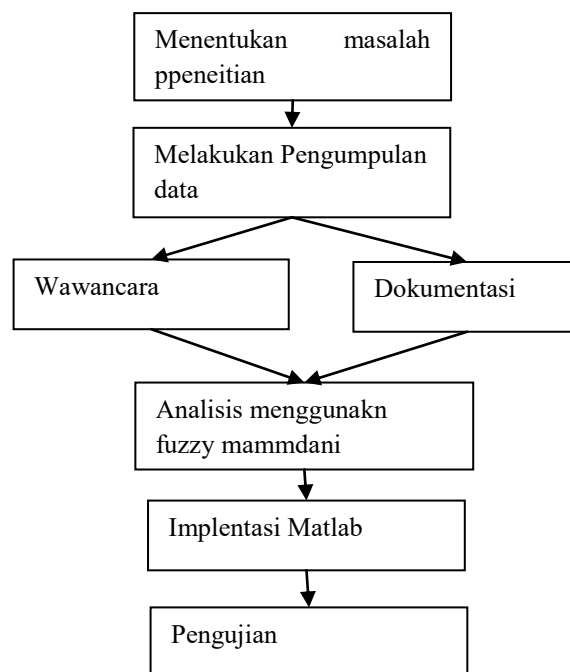 Menentukan masalah
ppeneitian
Melakukan Pengumpulan
data
Wawancara
Dokumentasi
Analisis menggunakn
fuzzy mammdani
Implentasi Matlab
Pengujian